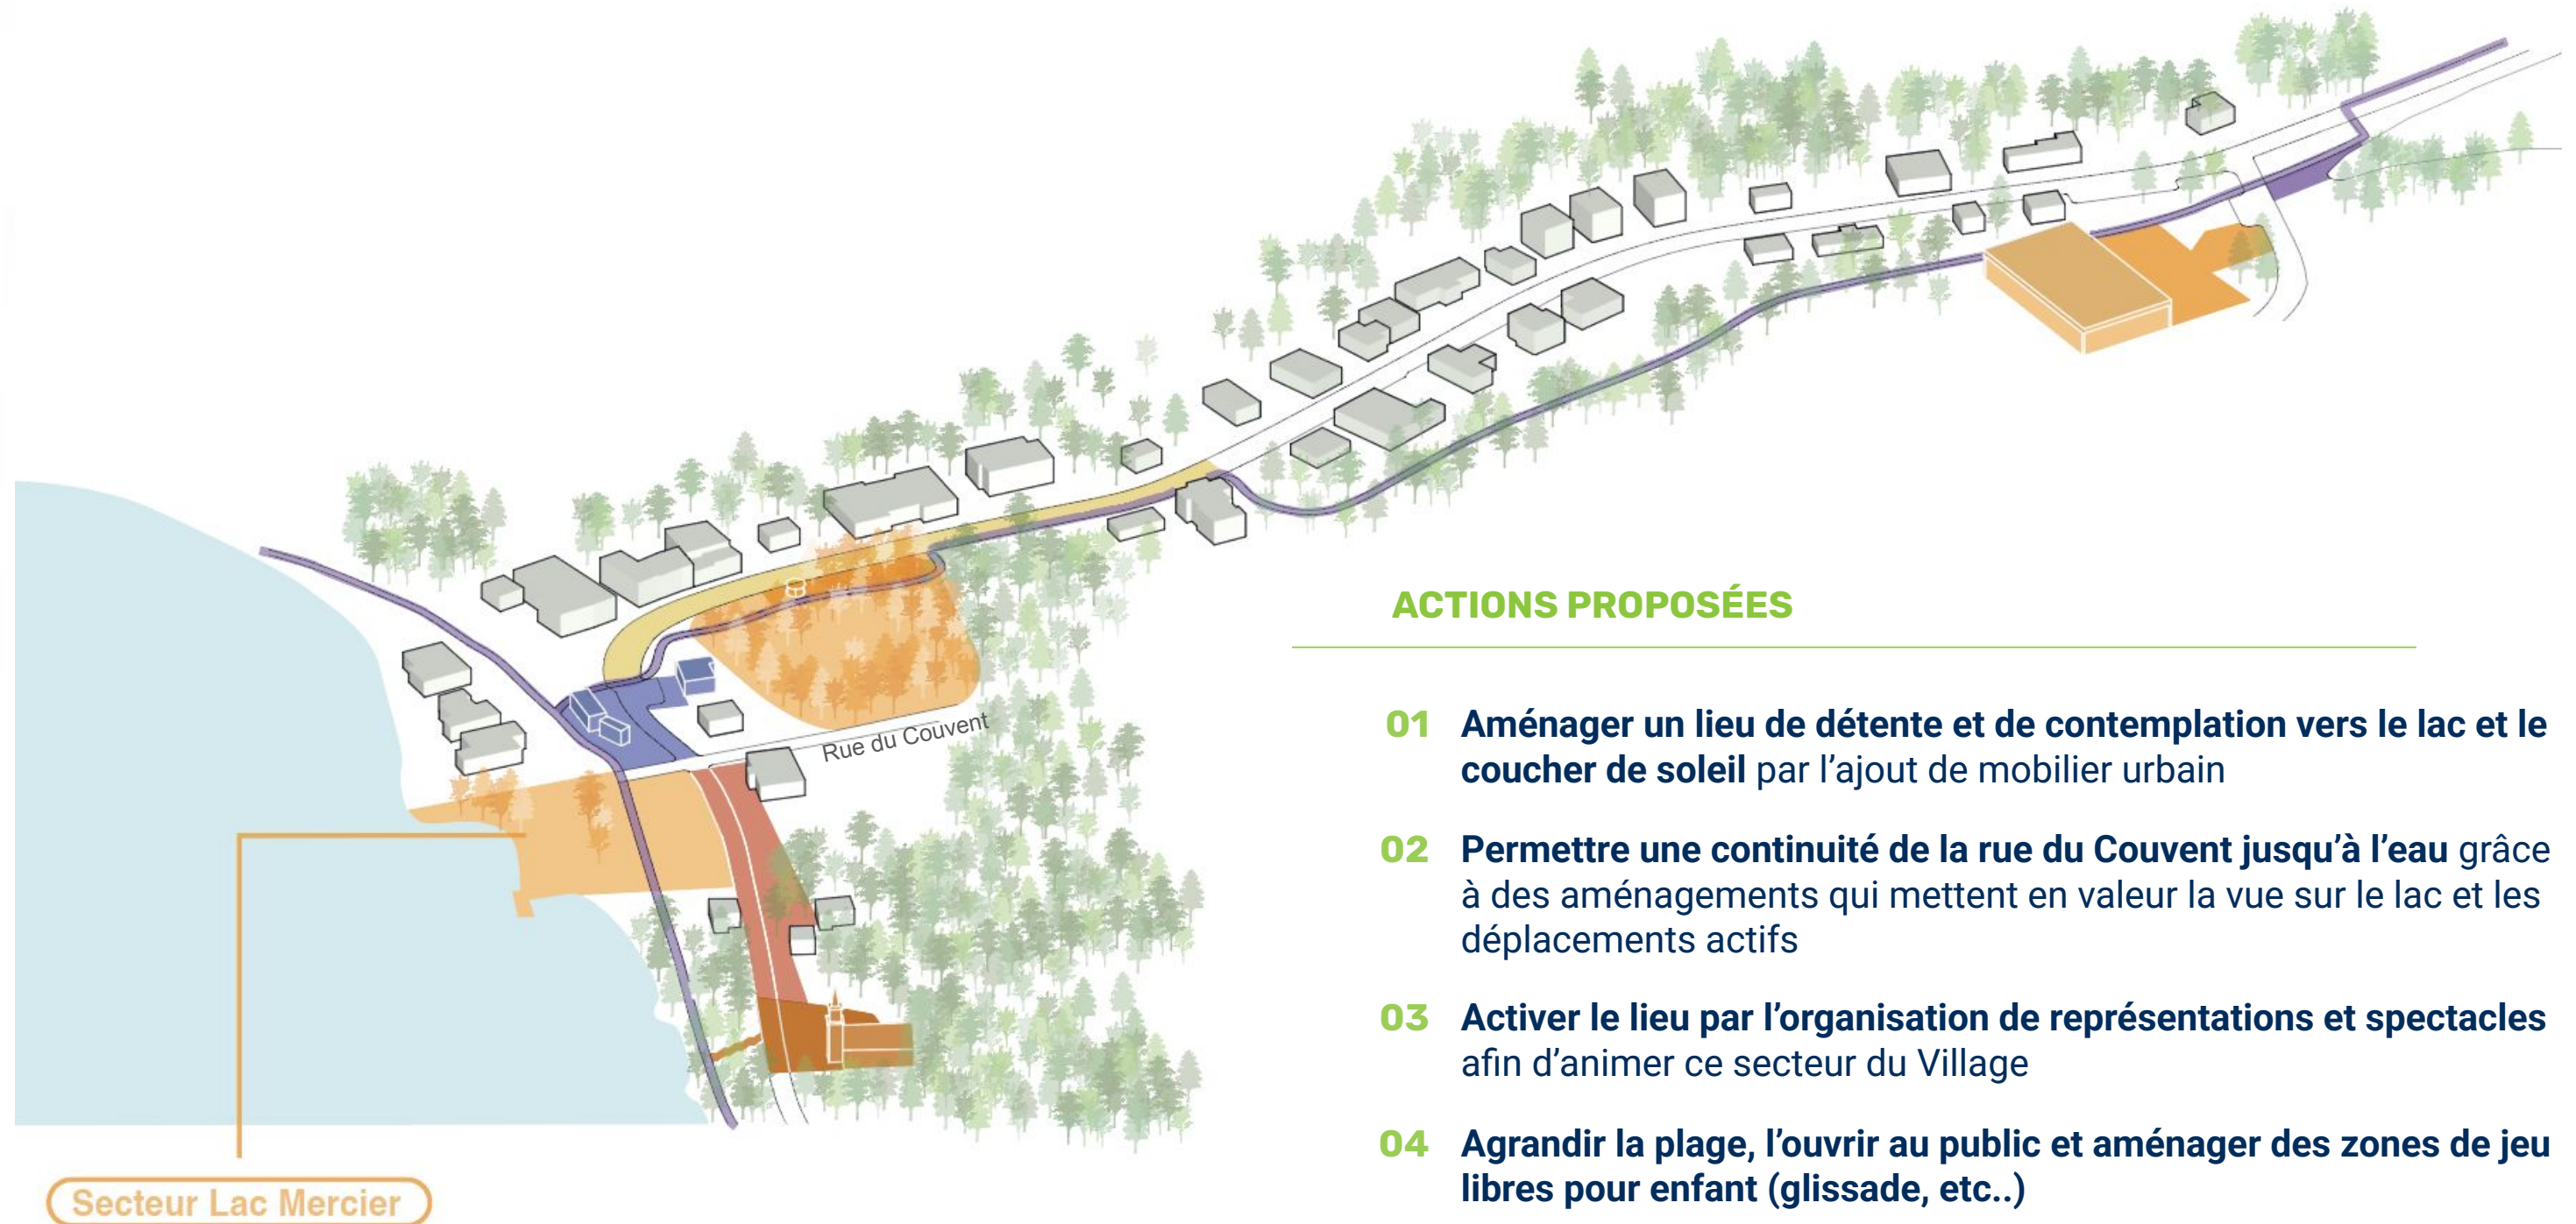 Rue du Couvent
Secteur Lac Mercier
ACTIONS PROPOSÉES
01 Aménager un lieu de détente et de contemplation vers le lac et le
coucher de soleil par l’ajout de mobilier urbain
02 Permettre une continuité de la rue du Couvent jusqu’à l’eau grâce
à des aménagements qui mettent en valeur la vue sur le lac et les
déplacements actifs
03 Activer le lieu par l’organisation de représentations et spectacles
afin d’animer ce secteur du Village
04 Agrandir la plage, l’ouvrir au public et aménager des zones de jeu
libres pour enfant (glissade, etc..)